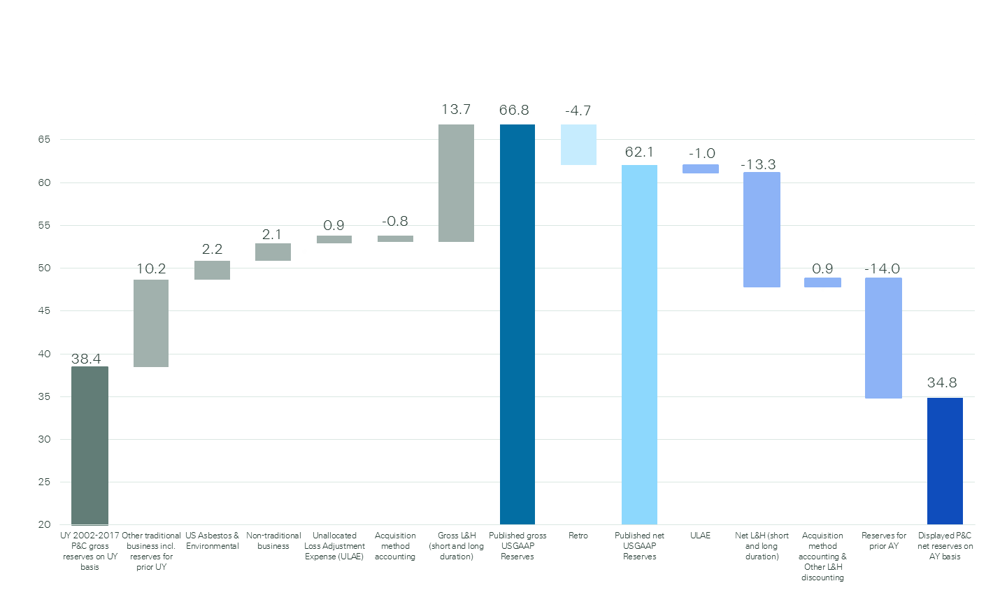 13.7
66.8
-4.7
65
62.1
-1.0
-13.3
60
55
-0.8
0.9
2.1
2.2
50
10.2
0.9
-14.0
45
40
38.4
35
34.8
30
25
20
UY 2002-2017
P&C gross
reserves on UY
basis
Other traditional
business incl.
reserves for
prior UY
US Asbestos &
Environmental
Non-traditional
business
Unallocated
Loss Adjustment
Expense (ULAE)
Acquisition
method
accounting
Gross L&H
(short and long
duration)
Published gross
USGAAP
Reserves
Retro
Published net
USGAAP
Reserves
ULAE
Net L&H (short
and long
duration)
Acquisition
method
accounting &
Other L&H
discounting
Reserves for
prior AY
Displayed P&C
net reserves on
AY basis